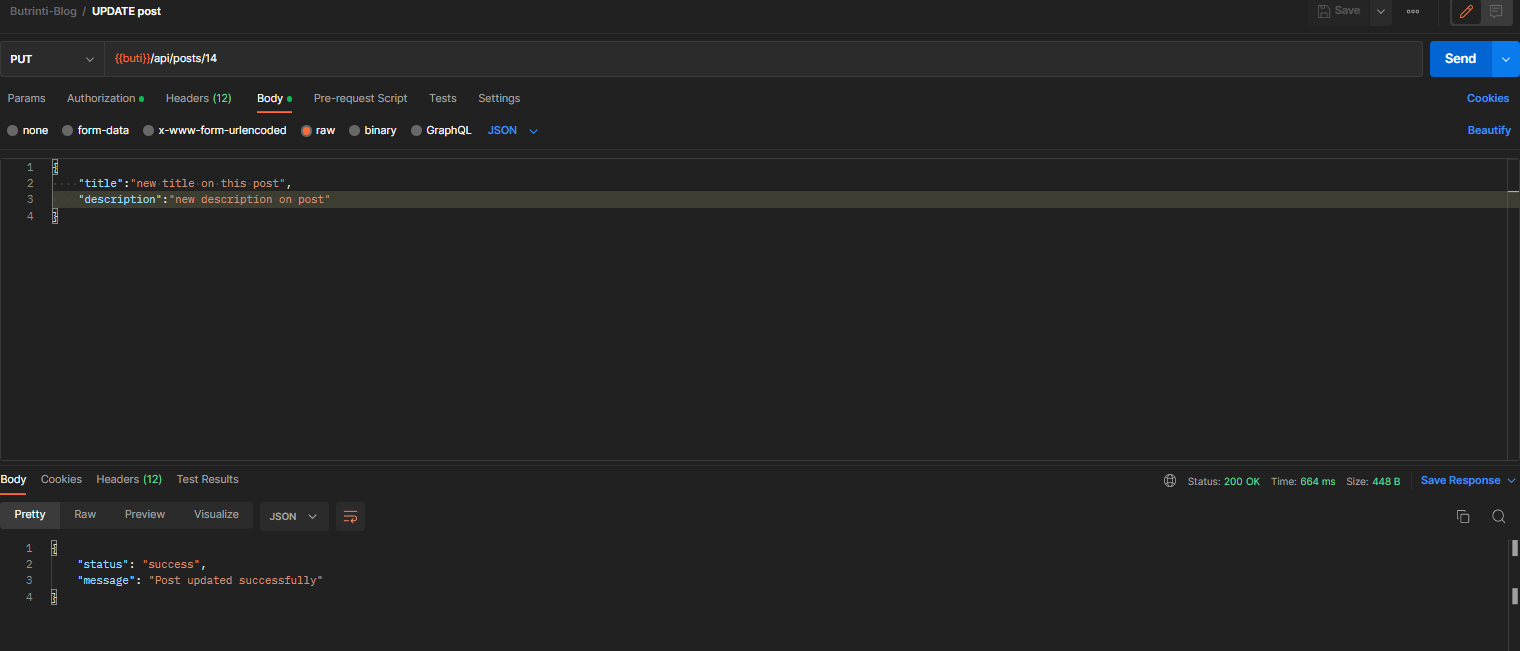 Butrinti-Blog / UPDATE post
Save
PUT
{{buti}}/api/posts/14
Send
Params Authorization Headers (12) Body Pre-request Script Tests Settings
Cookies
none form-data x-www-form-urlencoded raw binary GraphQL JSON
Beautify
1 {
2 ····"title":"new·title·on·this·post",
3 "description":"new description on post"
4 }
Body Cookies Headers (12) Test Results
Status: 200 OK Time: 664 ms Size: 448 B Save Response
Pretty Raw Preview Visualize JSON
1 {
2 "status": "success",
3 "message": "Post updated successfully"
4 }